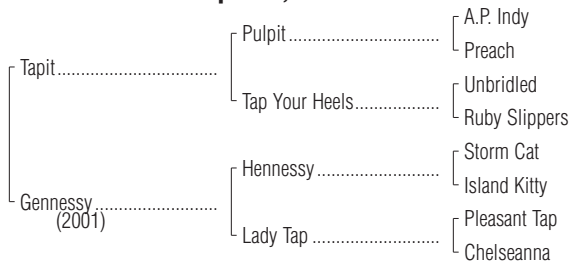 A.P. Indy
Pulpit
Preach
Tapit
Unbridled
Tap Your Heels
Ruby Slippers
Storm Cat
Hennessy
Island Kitty
Gennessy
(2001)
Pleasant Tap
Lady Tap
Chelseanna